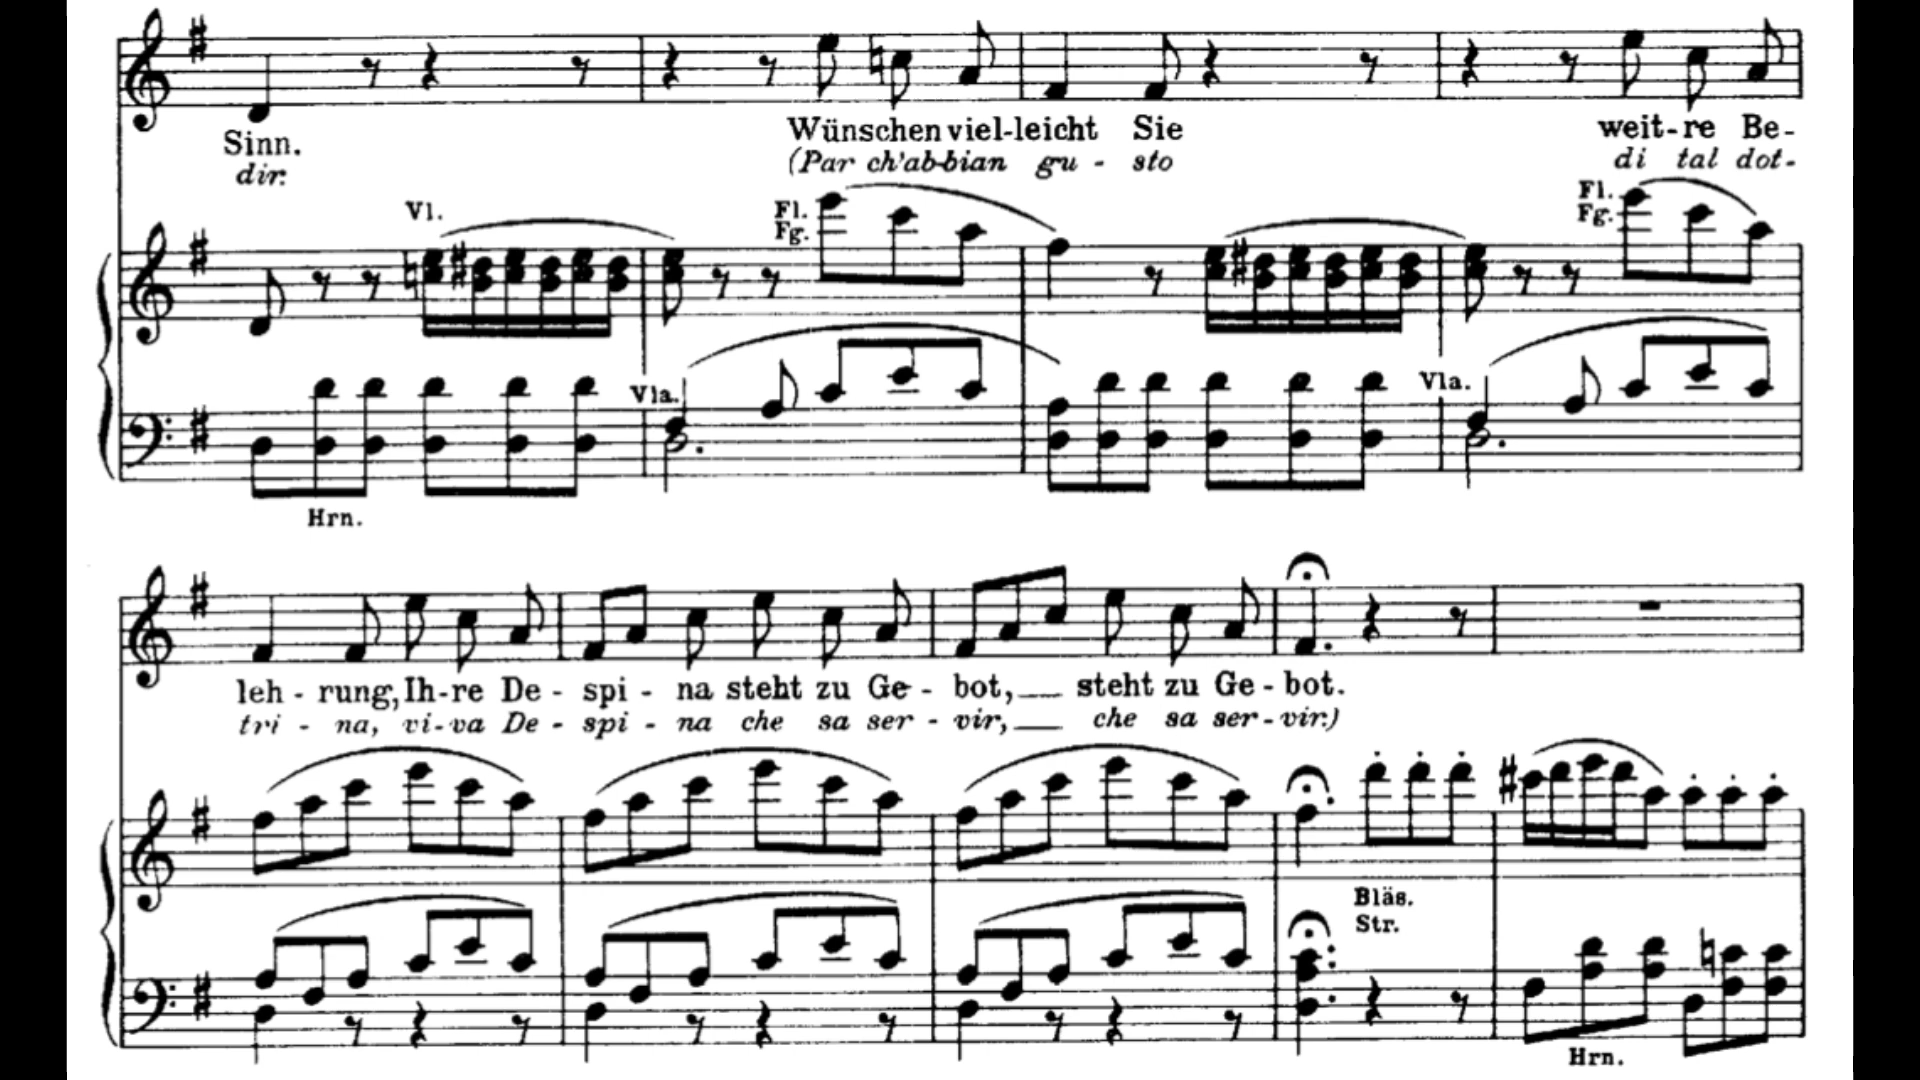 Sinn. Wünschen viel-leicht Sie weit-re Be-
dir. (Par ch'ab-bian gu - sto di tal dot-
Vl. Fl. Fl.
Fg. Fg.
Vla. Vla.
Hrn.
leh - rung, Ih-re De - spi - na steht zu Ge - bot, steht zu Ge - bot.
tri - na, vi-va De - spi - na che sa ser - vir, che sa ser-vir.)
Bläs.
Str.
Hrn.